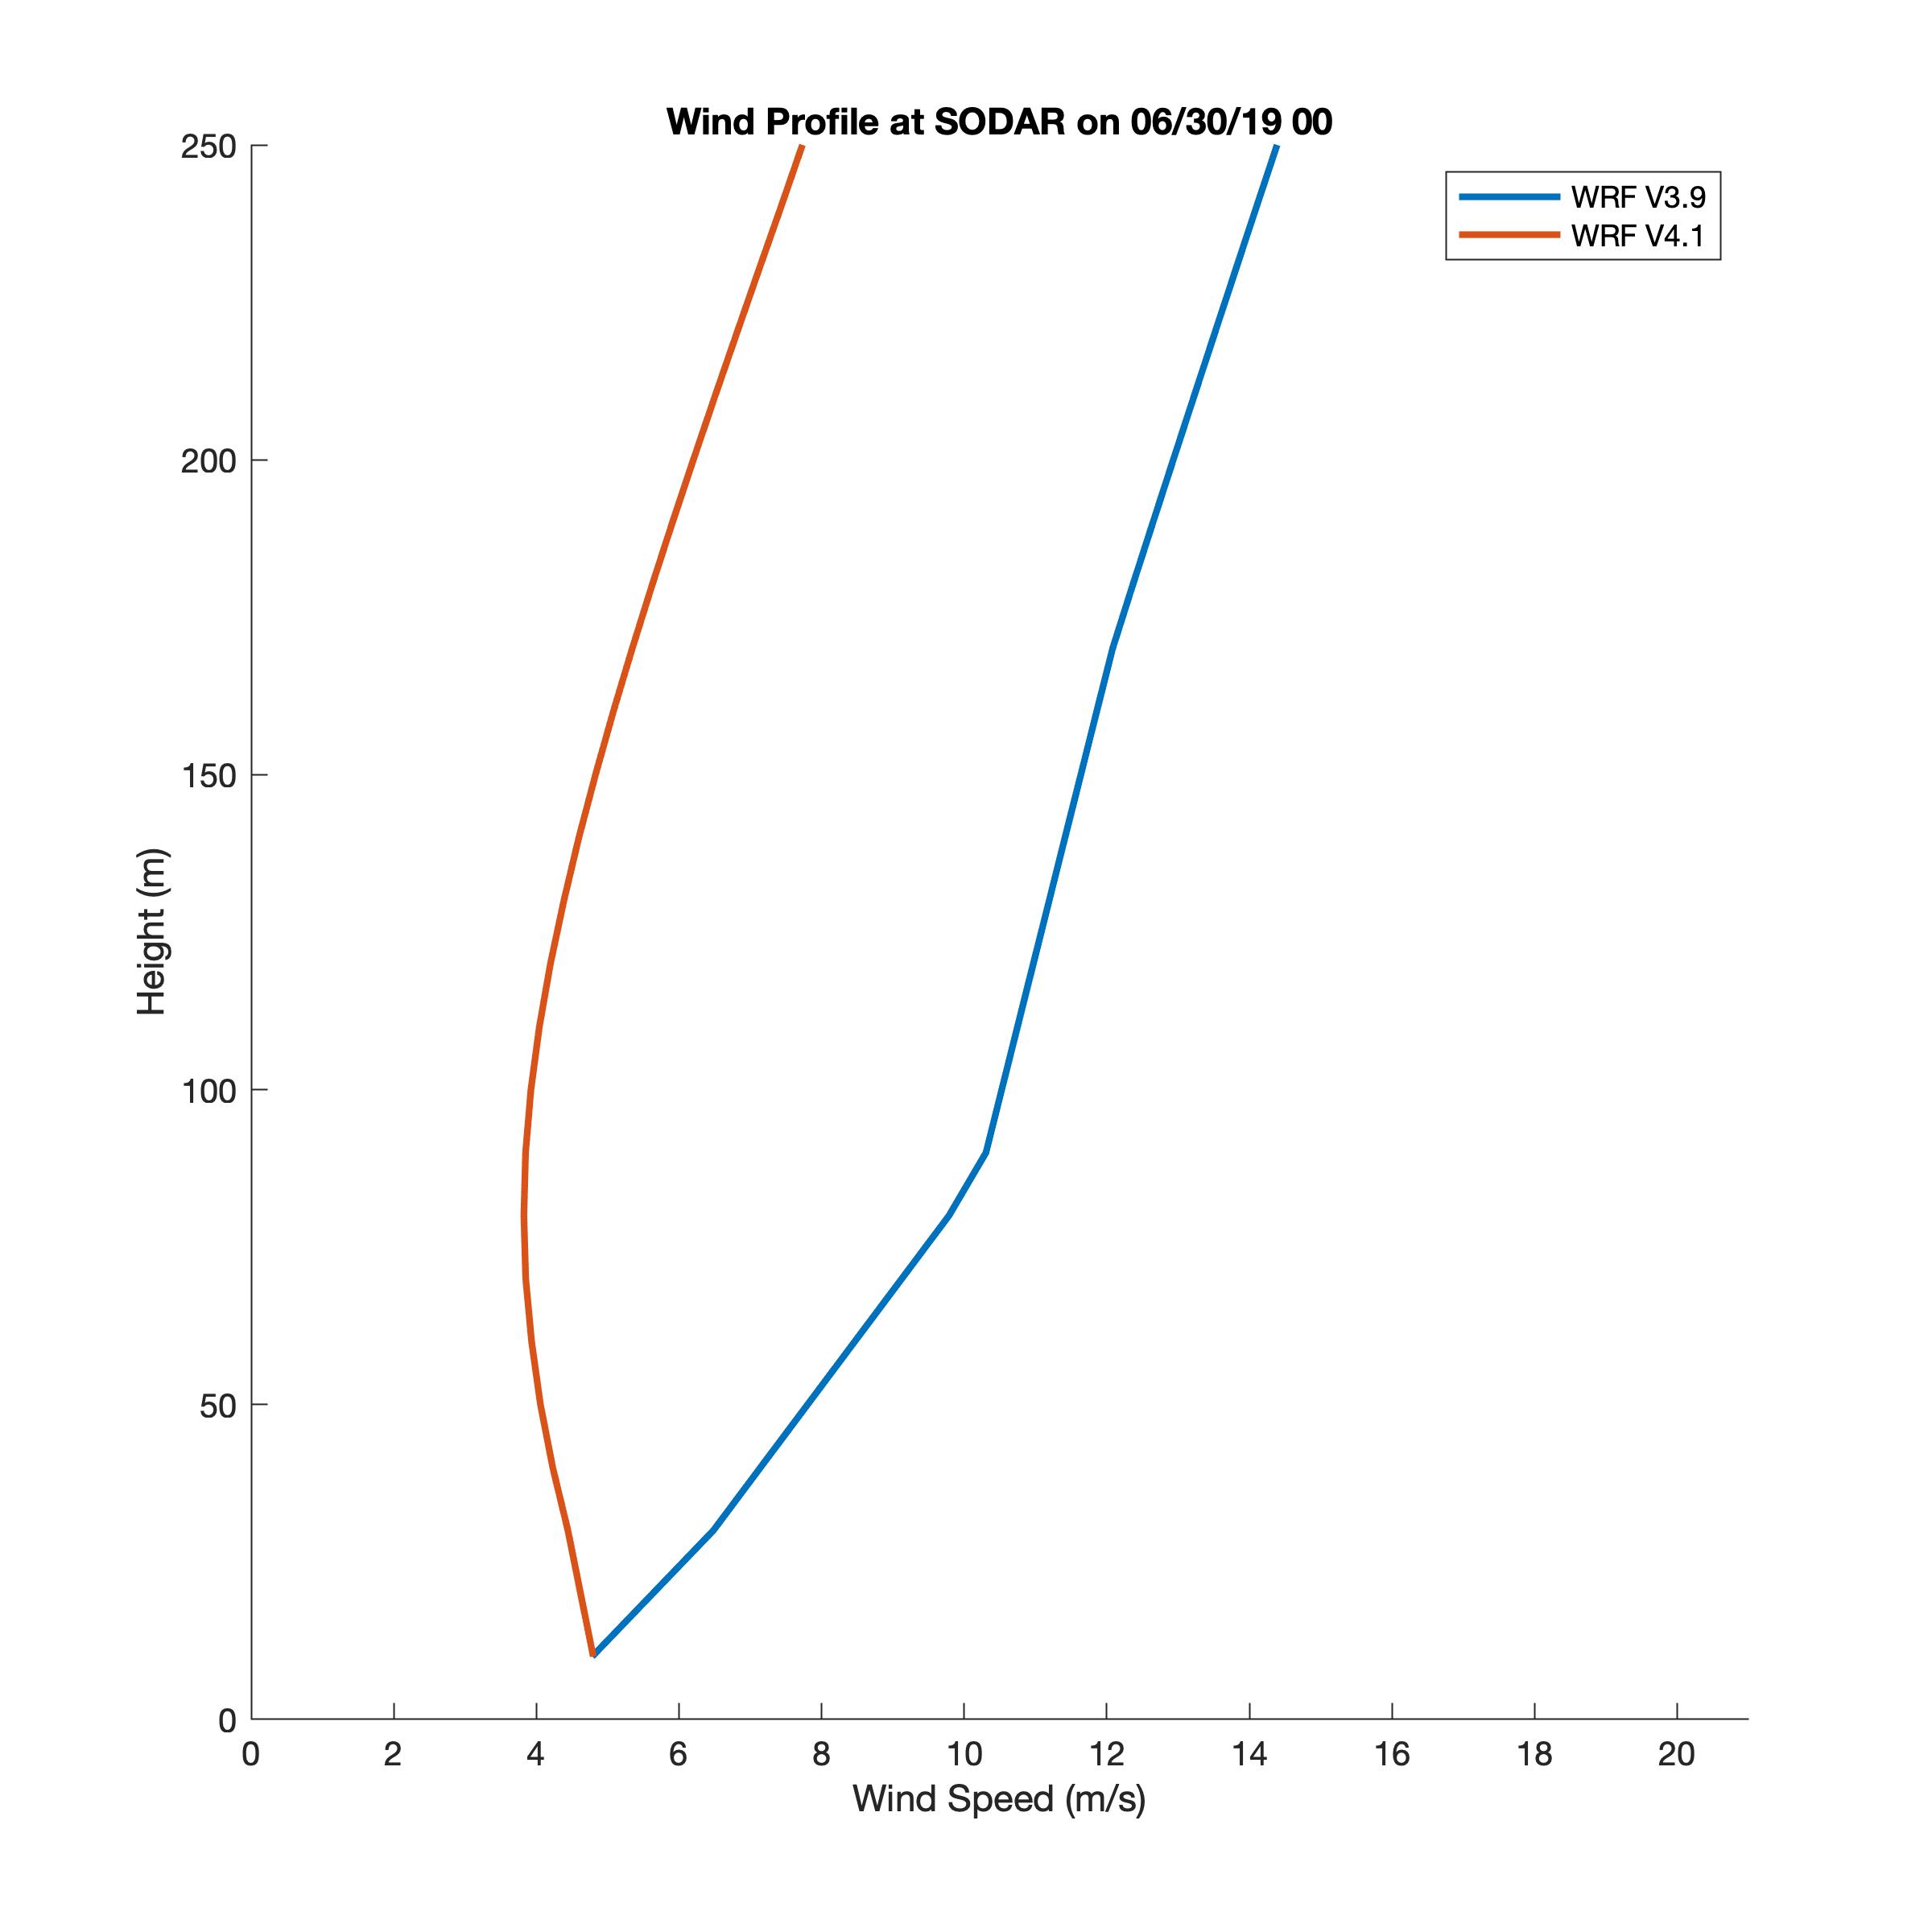 Wind Profile at SODAR on 06/30/19 00
WRF V3.9
WRF V4.1
250
200
150
100
50
0
Height (m)
0 2 4 6 8 10 12 14 16 18 20
Wind Speed (m/s)